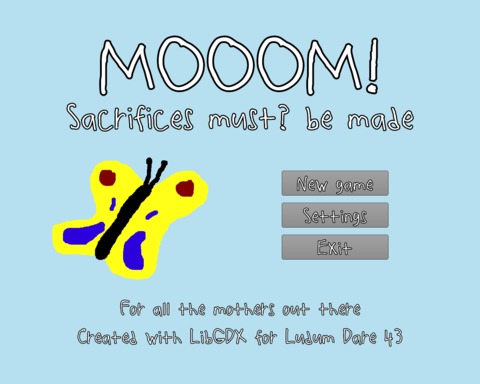 MOOOM!
Sacrifices must? be made
New game
Settings
Exit
For all the mothers out there
Created with LibGDX for Ludum Dare 43